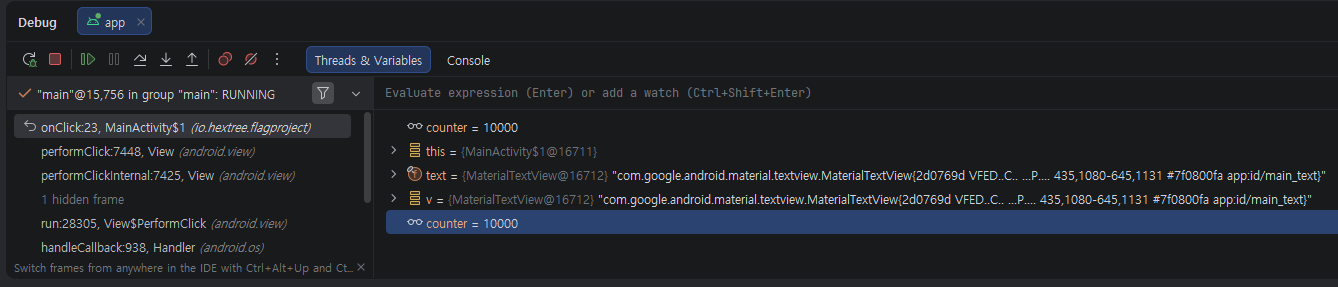 Debug app
Threads & Variables Console
"main"@15,756 in group "main": RUNNING
Evaluate expression (Enter) or add a watch (Ctrl+Shift+Enter)
onClick:23, MainActivity$1 (io.hextree.flagproject)
performClick:7448, View (android.view)
performClickInternal:7425, View (android.view)
1 hidden frame
run:28305, View$PerformClick (android.view)
handleCallback:938, Handler (android.os)
Switch frames from anywhere in the IDE with Ctrl+Alt+Up and Ct...
counter = 10000
this = {MainActivity$1@16711}
text = {MaterialTextView@16712} "com.google.android.material.textview.MaterialTextView{2d0769d VFED..C.. ...P.... 435,1080-645,1131 #7f0800fa app:id/main_text}"
v = {MaterialTextView@16712} "com.google.android.material.textview.MaterialTextView{2d0769d VFED..C.. ...P.... 435,1080-645,1131 #7f0800fa app:id/main_text}"
counter = 10000